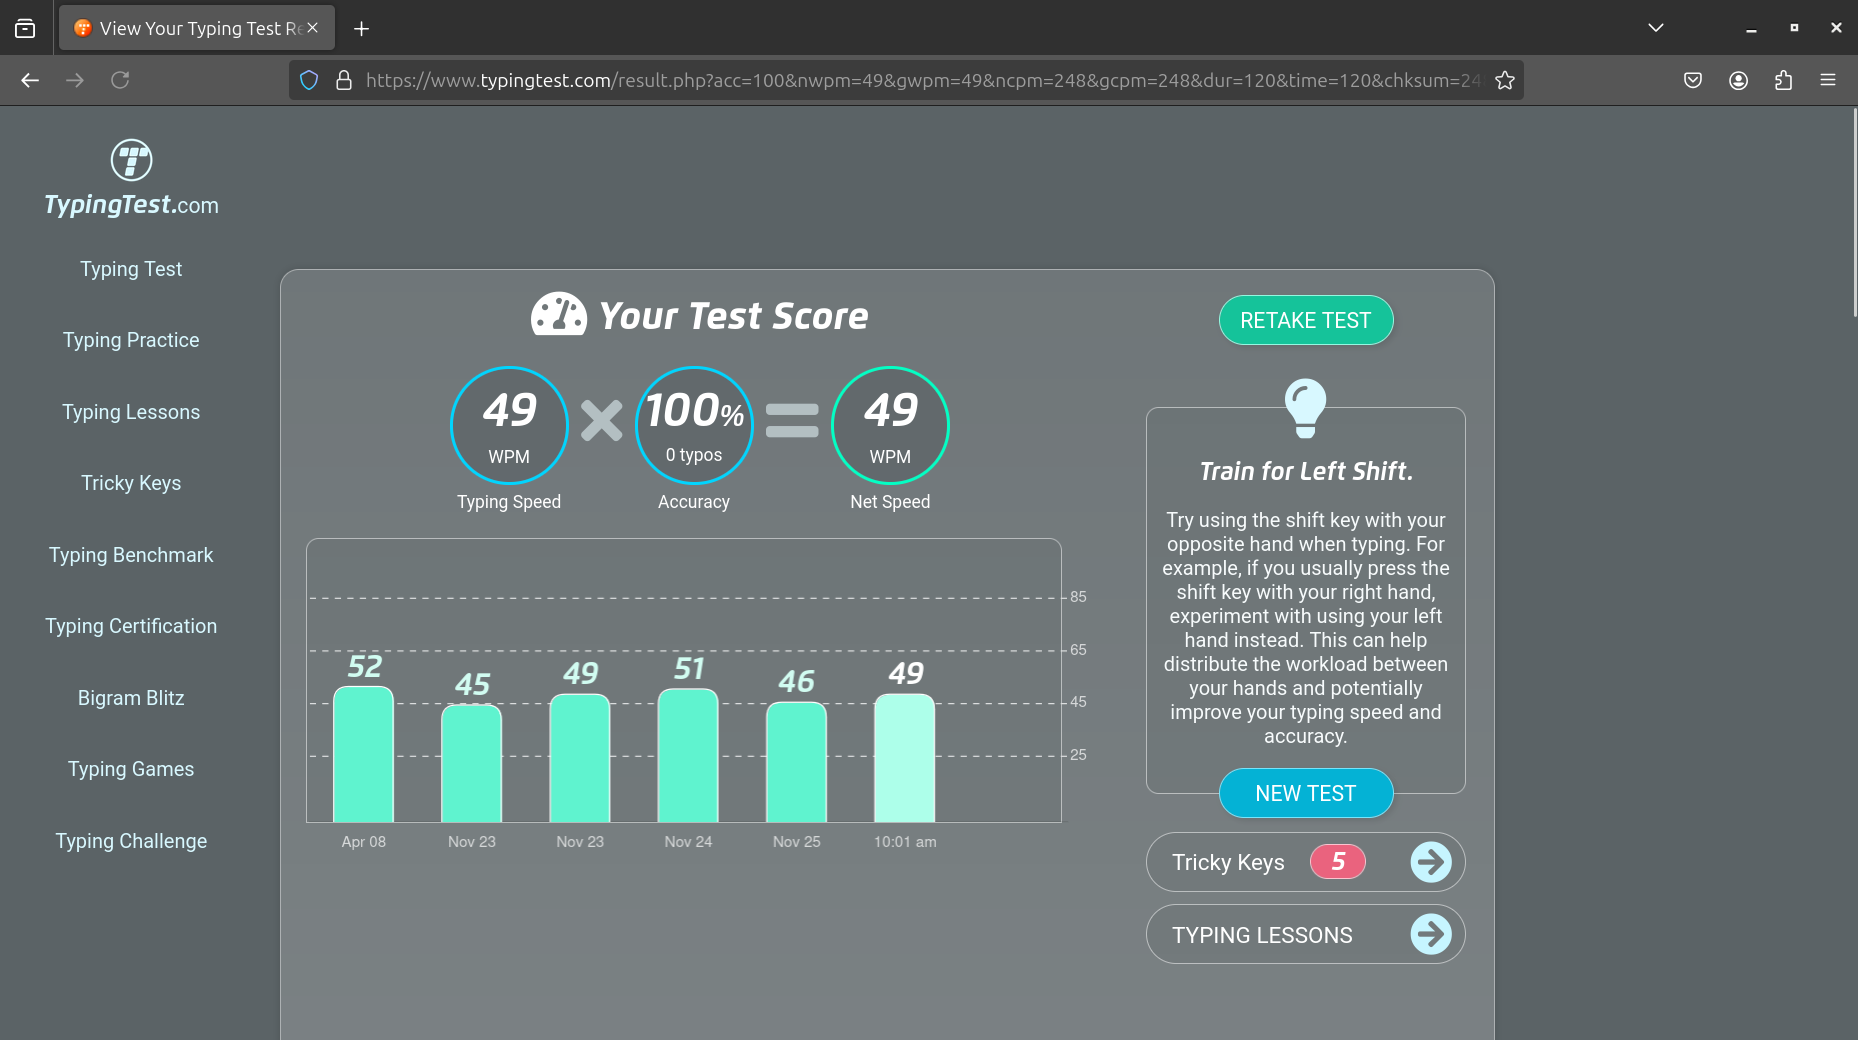 View Your Typing Test Re
https://www.typingtest.com/result.php?acc=100&nwpm=49&gwpm=49&ncpm=248&gcpm=248&dur=120&time=120&chksum=24
TypingTest.com
Typing Test
Typing Practice
Typing Lessons
Tricky Keys
Typing Benchmark
Typing Certification
Bigram Blitz
Typing Games
Typing Challenge
Your Test Score
49
WPM
Typing Speed
100%
0 typos
Accuracy
49
WPM
Net Speed
85
65
45
25
52
45
49
51
46
49
Apr 08
Nov 23
Nov 23
Nov 24
Nov 25
10:01 am
RETAKE TEST
Train for Left Shift.
Try using the shift key with your
opposite hand when typing. For
example, if you usually press the
shift key with your right hand,
experiment with using your left
hand instead. This can help
distribute the workload between
your hands and potentially
improve your typing speed and
accuracy.
NEW TEST
Tricky Keys 5
TYPING LESSONS